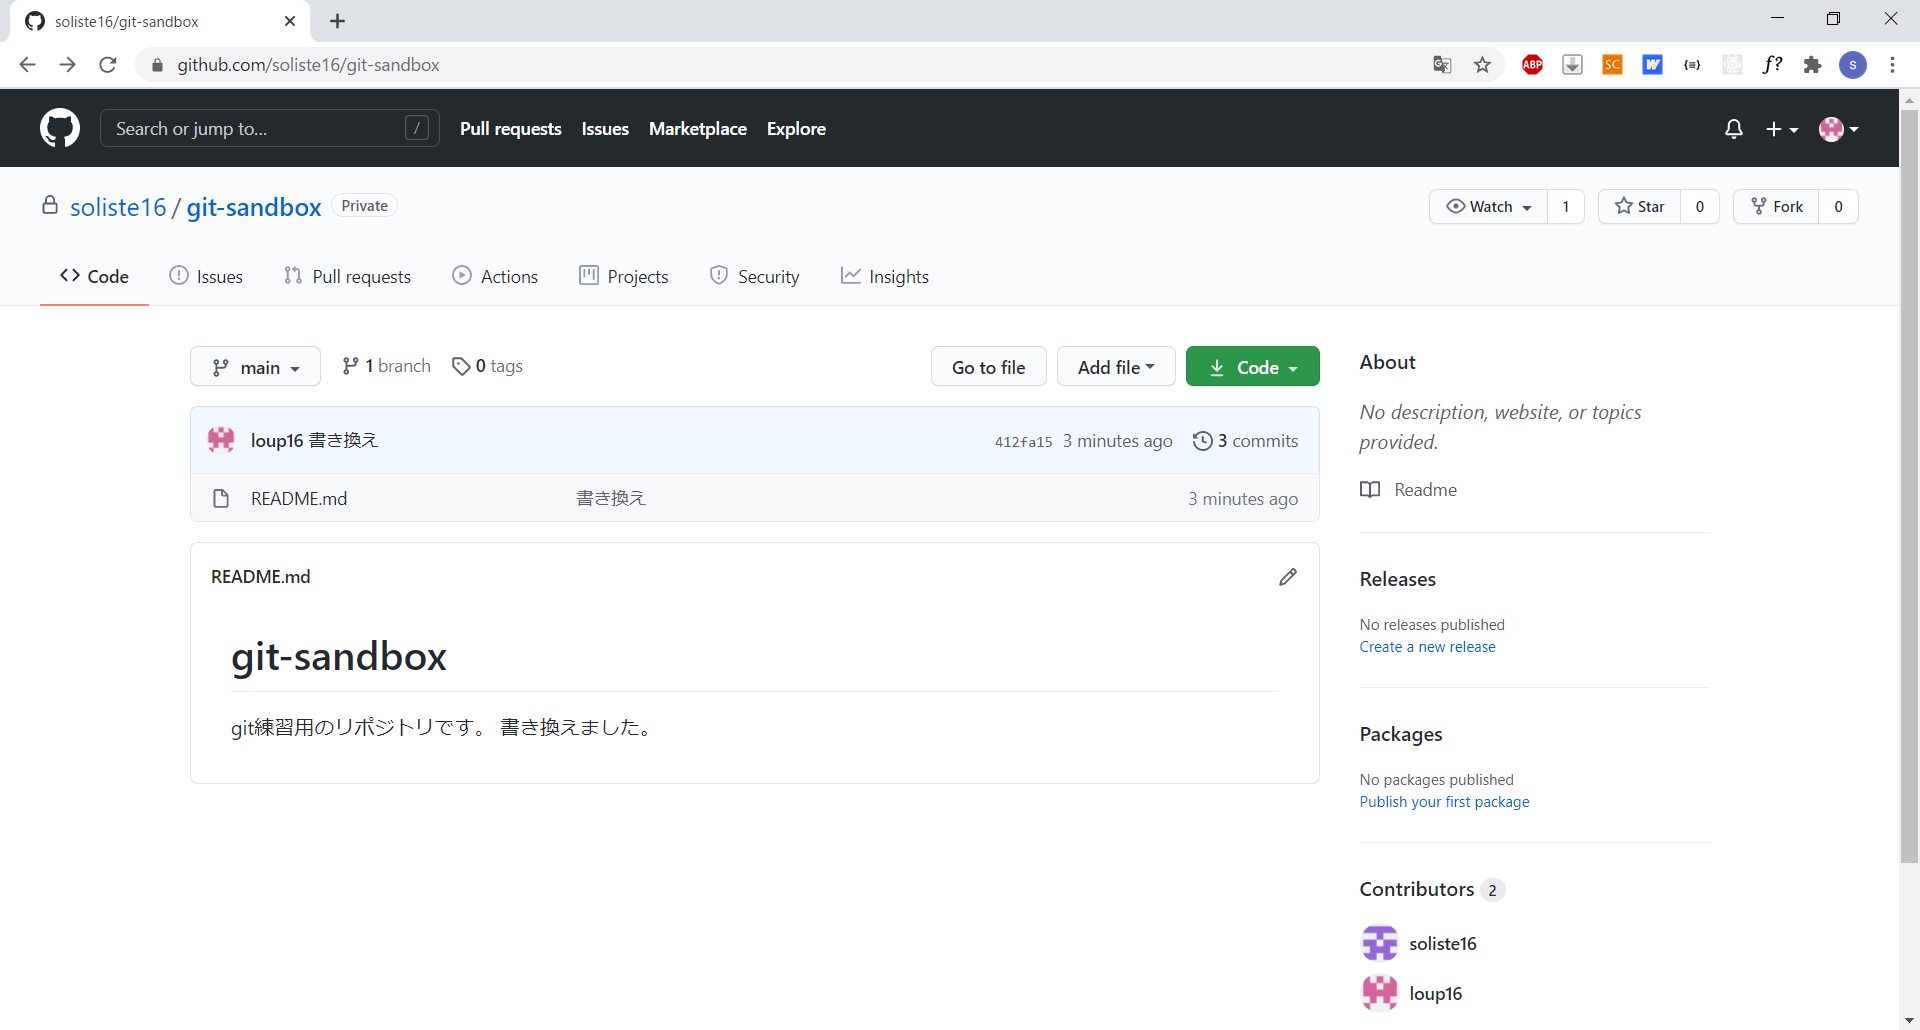 soliste16/git-sandbox
github.com/soliste16/git-sandbox
ABP
SC
W
{≡}
ƒ?
s
Search or jump to...
/
Pull requests Issues Marketplace Explore
soliste16 / git-sandbox Private
Watch 1 Star 0 Fork 0
Code Issues Pull requests Actions Projects Security Insights
main 1 branch 0 tags Go to file Add file Code
loup16 書き換え 412fa15 3 minutes ago 3 commits
README.md 書き換え 3 minutes ago
README.md
git-sandbox
git練習用のリポジトリです。 書き換えました。
About
No description, website, or topics
provided.
Readme
Releases
No releases published
Create a new release
Packages
No packages published
Publish your first package
Contributors 2
soliste16
loup16